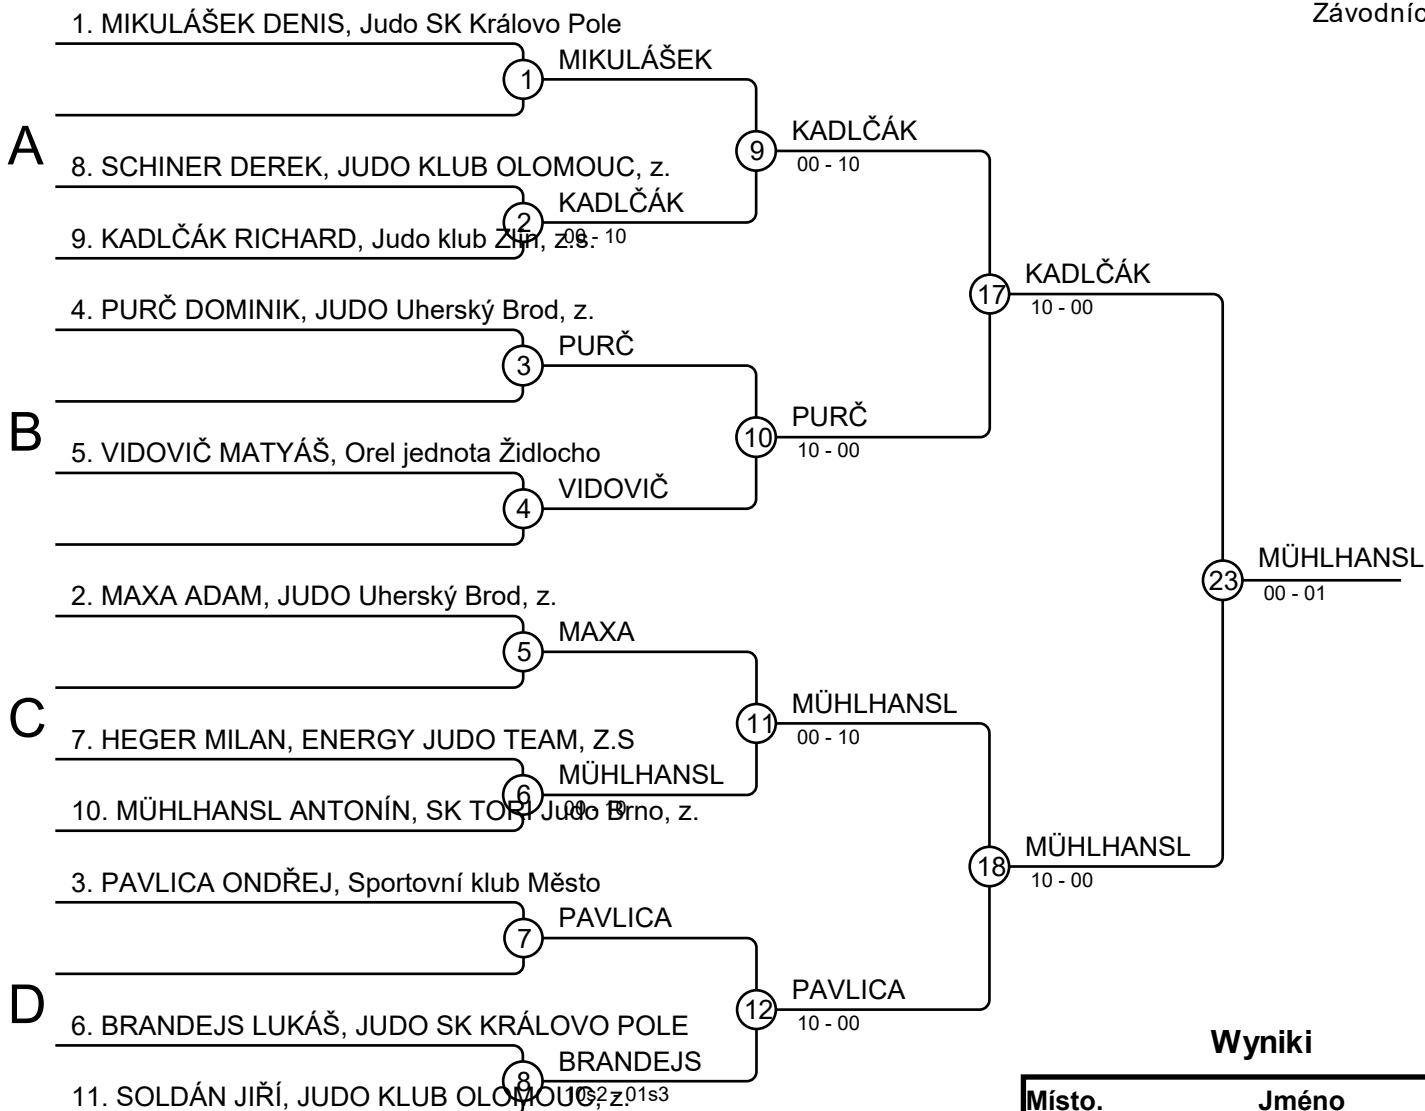 Závodníc
1. MIKULÁŠEK DENIS, Judo SK Královo Pole
1
MIKULÁŠEK
A
9
KADLČÁK
00 - 10
8. SCHINER DEREK, JUDO KLUB OLOMOUC, z.
2
KADLČÁK
00 - 10
9. KADLČÁK RICHARD, Judo klub Zlín, z.s.
17
KADLČÁK
10 - 00
4. PURČ DOMINIK, JUDO Uherský Brod, z.
3
PURČ
B
10
PURČ
10 - 00
5. VIDOVIČ MATYÁŠ, Orel jednota Židlocho
4
VIDOVIČ
23
MÜHLHANSL
00 - 01
2. MAXA ADAM, JUDO Uherský Brod, z.
5
MAXA
C
11
MÜHLHANSL
00 - 10
7. HEGER MILAN, ENERGY JUDO TEAM, Z.S
6
MÜHLHANSL
00 - 10
10. MÜHLHANSL ANTONÍN, SK TORI Judo Brno, z.
18
MÜHLHANSL
10 - 00
3. PAVLICA ONDŘEJ, Sportovní klub Město
7
PAVLICA
D
12
PAVLICA
10 - 00
6. BRANDEJS LUKÁŠ, JUDO SK KRÁLOVO POLE
8
BRANDEJS
10s2 - 01s3
11. SOLDÁN JIŘÍ, JUDO KLUB OLOMOUC, z.
Wyniki
Místo. Jméno